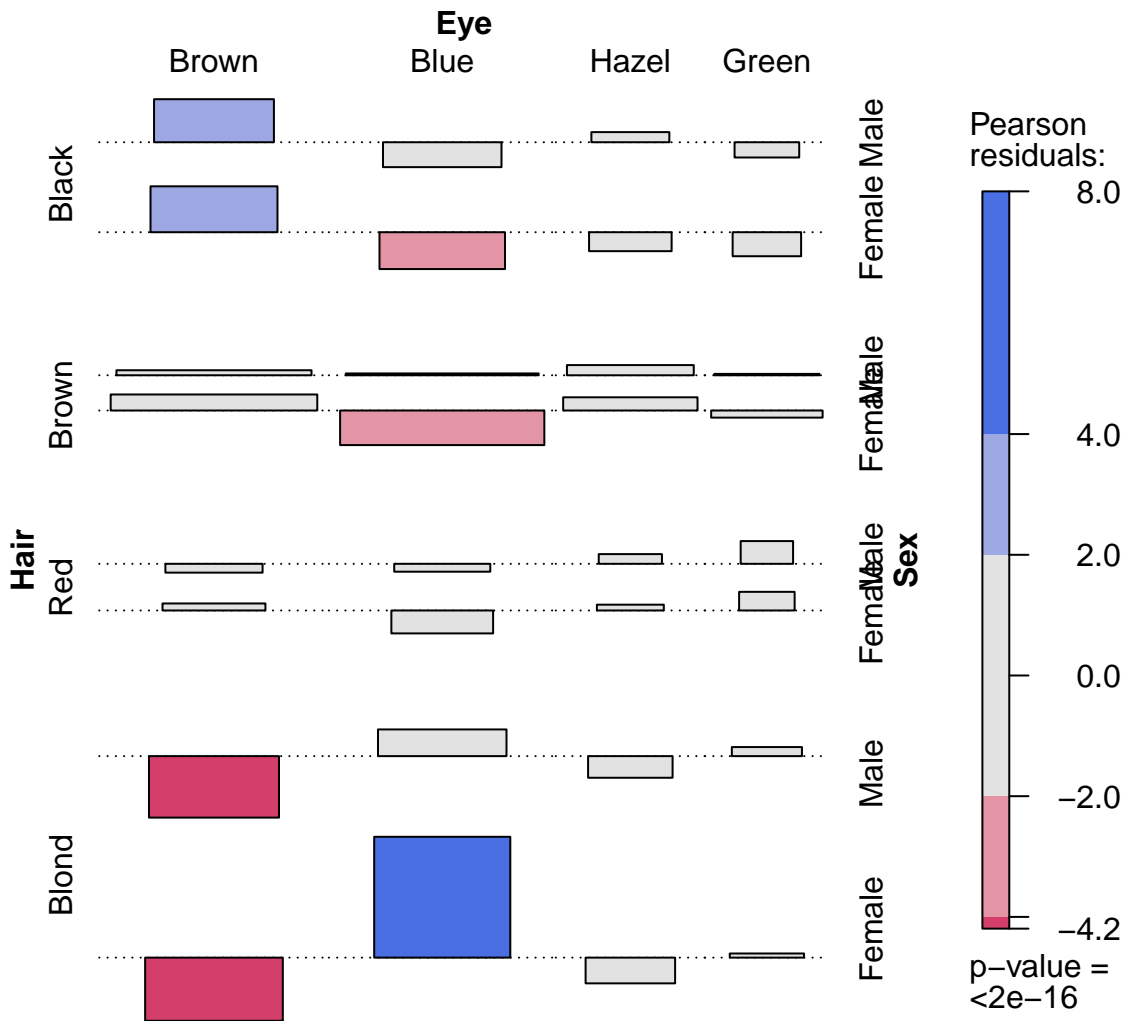 Eye
Brown Blue Hazel Green
Hair
Black
Brown
Red
Blond
Male
Female
Male
Female
Male
Female
Male
Female
Sex
Pearson
residuals:
8.0
4.0
2.0
0.0
−2.0
−4.2
p−value =
<2e−16